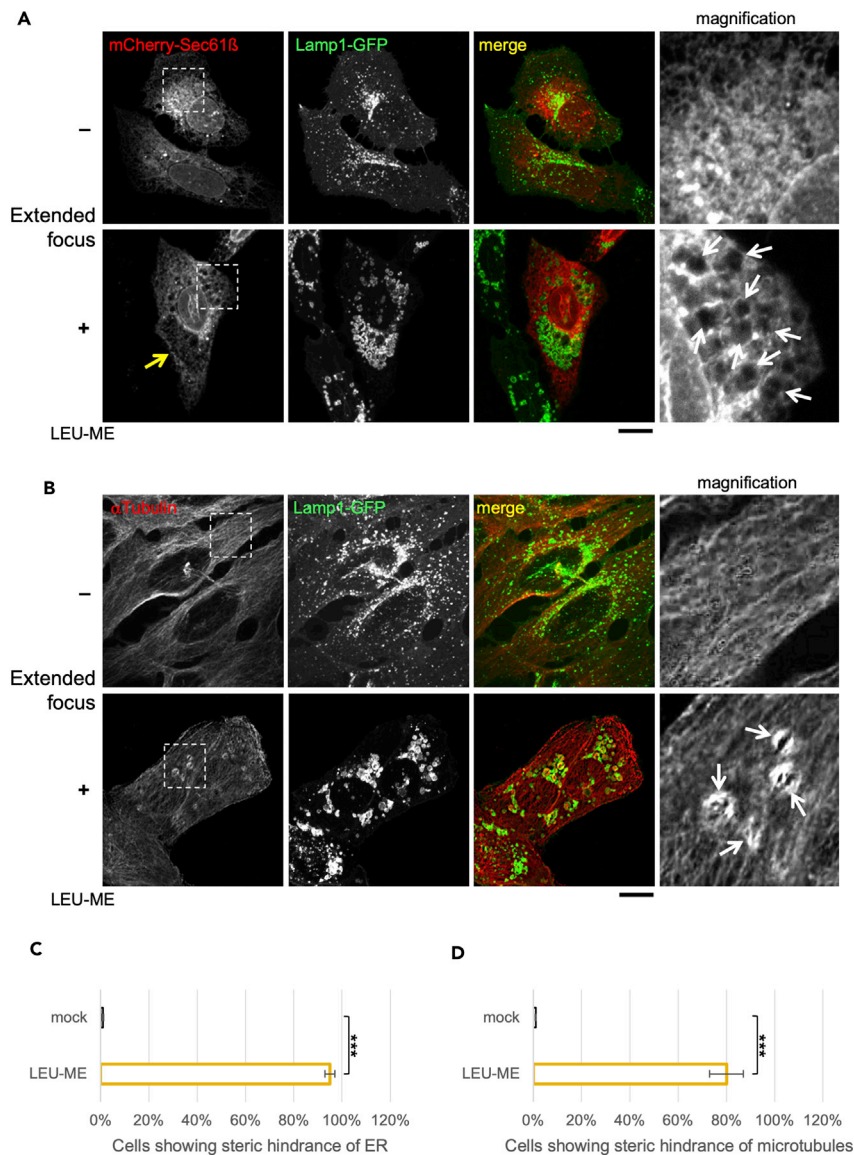 A
magnification
mCherry-Sec61ß
Lamp1-GFP
merge
–
Extended
focus
+
LEU-ME
B
magnification
αTubulin
Lamp1-GFP
merge
–
Extended
focus
+
LEU-ME
C
mock
LEU-ME
***
0% 20% 40% 60% 80% 100% 120%
Cells showing steric hindrance of ER
D
mock
LEU-ME
***
0% 20% 40% 60% 80% 100% 120%
Cells showing steric hindrance of microtubules